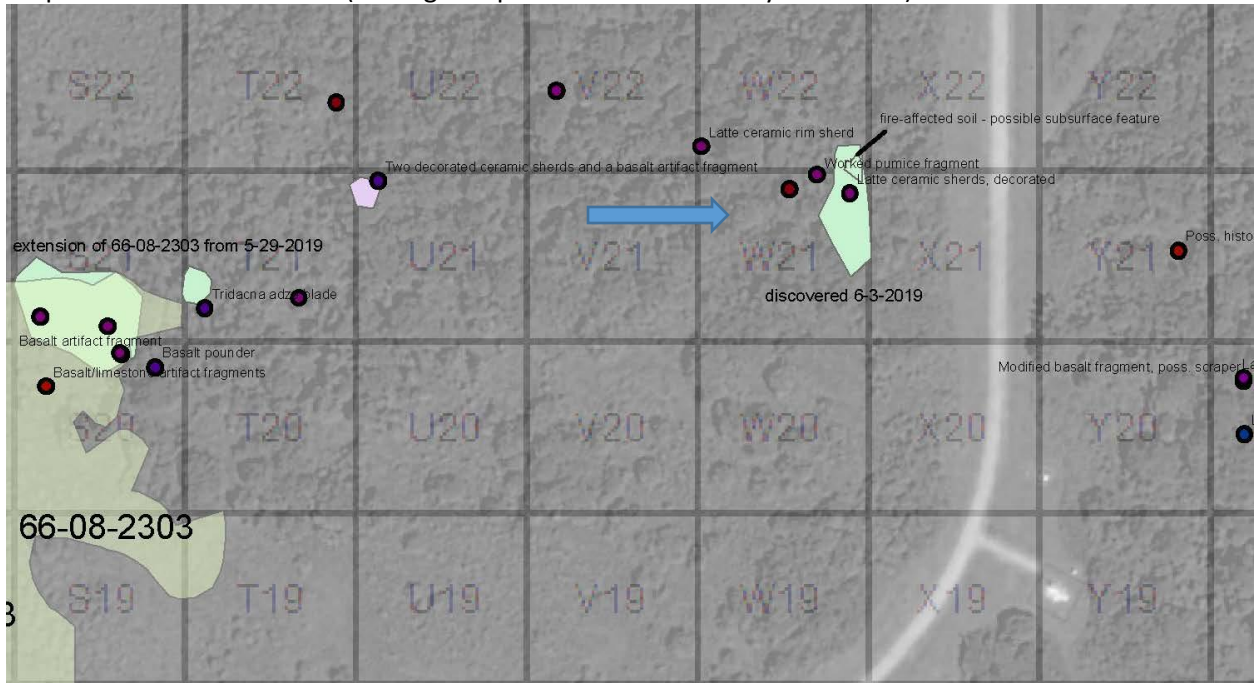 S22 T22 U22 V22 W22 X22 Y22
fire-affected soil - possible subsurface feature
Latte ceramic rim sherd
Two decorated ceramic sherds and a basalt artifact fragment
Worked pumice fragment
Latte ceramic sherds, decorated
extension of 66-08-2303 from 5-29-2019
S21 T21 U21 V21 W21 X21 Y21
Poss. histo
Tridacna adze blade
discovered 6-3-2019
Basalt artifact fragment
Basalt pounder
Basalt/limestone artifact fragments
Modified basalt fragment, poss. scraper
S20 T20 U20 V20 W20 X20 Y20
66-08-2303
S19 T19 U19 V19 W19 X19 Y19
3